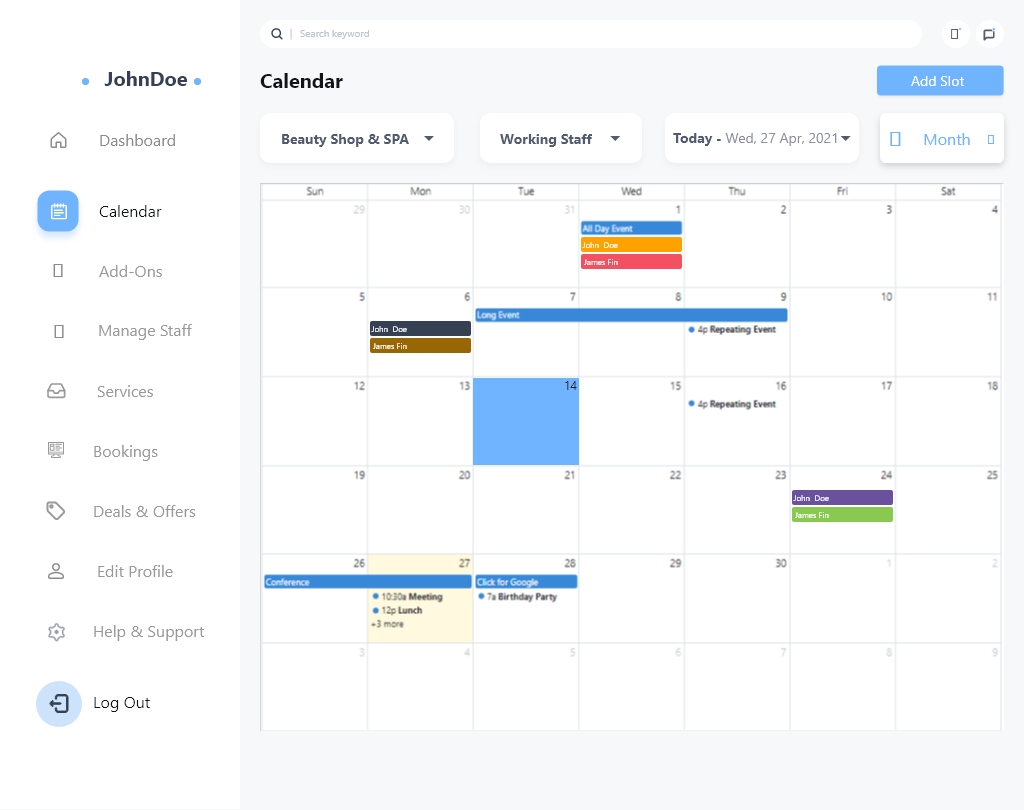 Search keyword
JohnDoe
Dashboard
Calendar
Add-Ons
Manage Staff
Services
Bookings
Deals & Offers
Edit Profile
Help & Support
Log Out
Calendar
Add Slot
Beauty Shop & SPA
Working Staff
Today - Wed, 27 Apr, 2021
Month
Sun Mon Tue Wed Thu Fri Sat
29 30 31 1 2 3 4
All Day Event
John Doe
James Fin
5 6 7 8 9 10 11
Long Event
John Doe
4p Repeating Event
James Fin
12 13 14 15 16 17 18
4p Repeating Event
19 20 21 22 23 24 25
John Doe
James Fin
26 27 28 29 30 1 2
Conference
Click for Google
10:30a Meeting
7a Birthday Party
12p Lunch
+3 more
3 4 5 6 7 8 9